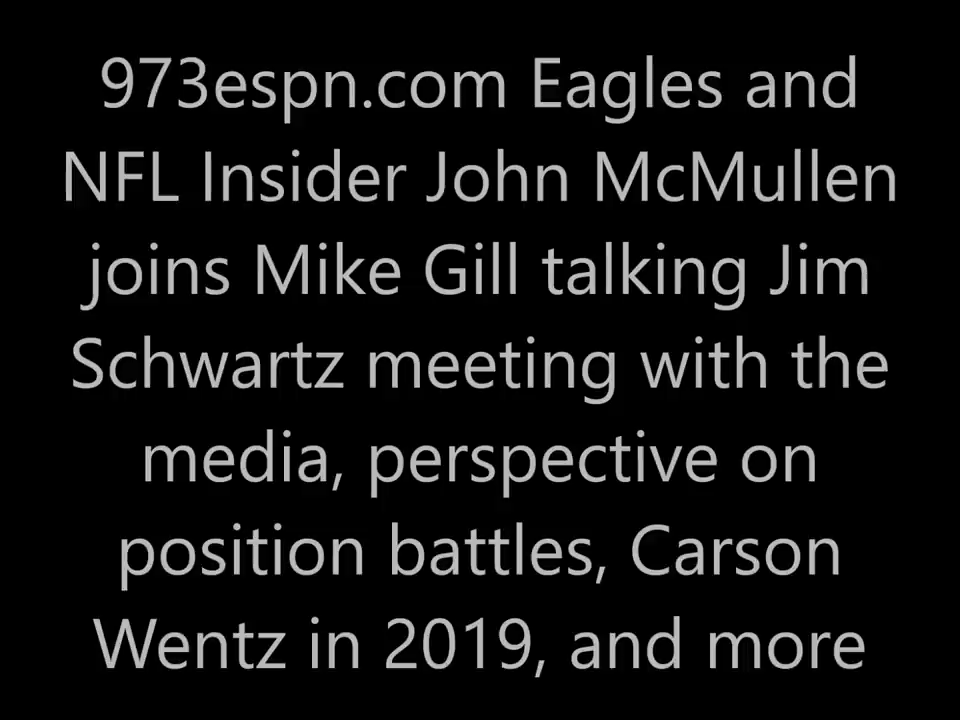 973espn.com Eagles and
NFL Insider John McMullen
joins Mike Gill talking Jim
Schwartz meeting with the
media, perspective on
position battles, Carson
Wentz in 2019, and more